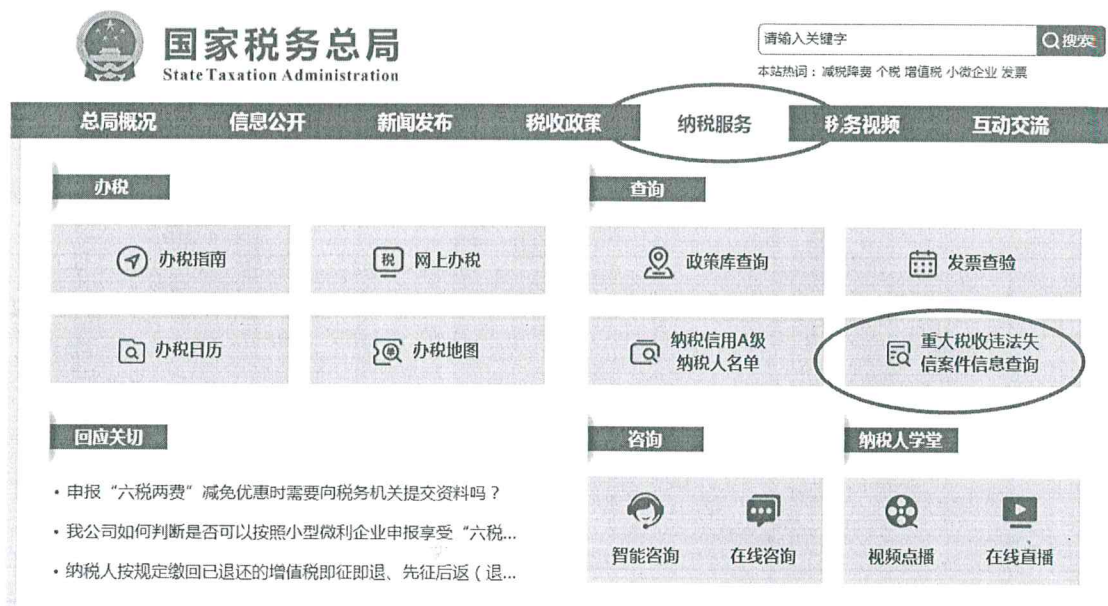 国家税务总局
State Taxation Administration
请输入关键字
搜索
本站热词：减税降费 个税 增值税 小微企业 发票
总局概况 信息公开 新闻发布 税收政策 纳税服务 税务视频 互动交流
办税
办税指南
税 网上办税
办税日历
办税地图
查询
政策库查询
发票查验
纳税信用A级
纳税人名单
重大税收违法失
信案件信息查询
回应关切
• 申报“六税两费”减免优惠时需要向税务机关提交资料吗？
• 我公司如何判断是否可以按照小型微利企业申报享受“六税...
• 纳税人按规定缴回已退还的增值税即征即退、先征后返（退...
咨询
智能咨询 在线咨询
纳税人学堂
视频点播 在线直播